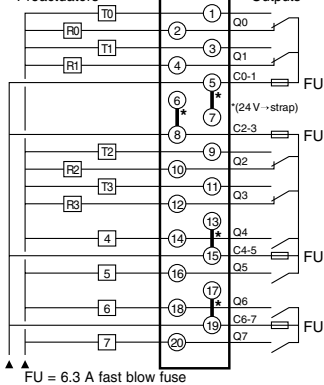 Preactuators Outputs
T0 1 Q0
R0 2
T1 3 Q1
R1 4
5 C0-1 FU
6 * * *(24 V→strap)
7
8 C2-3 FU
T2 9 Q2
R2 10
T3 11 Q3
R3 12
13
4 14 * Q4
15 C4-5 FU
5 16 Q5
17
6 18 * Q6
19 C6-7 FU
7 20 Q7
FU = 6.3 A fast blow fuse